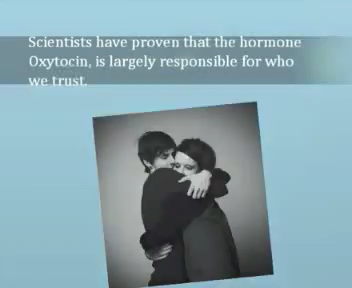 Scientists have proven that the hormone
Oxytocin, is largely responsible for who
we trust.